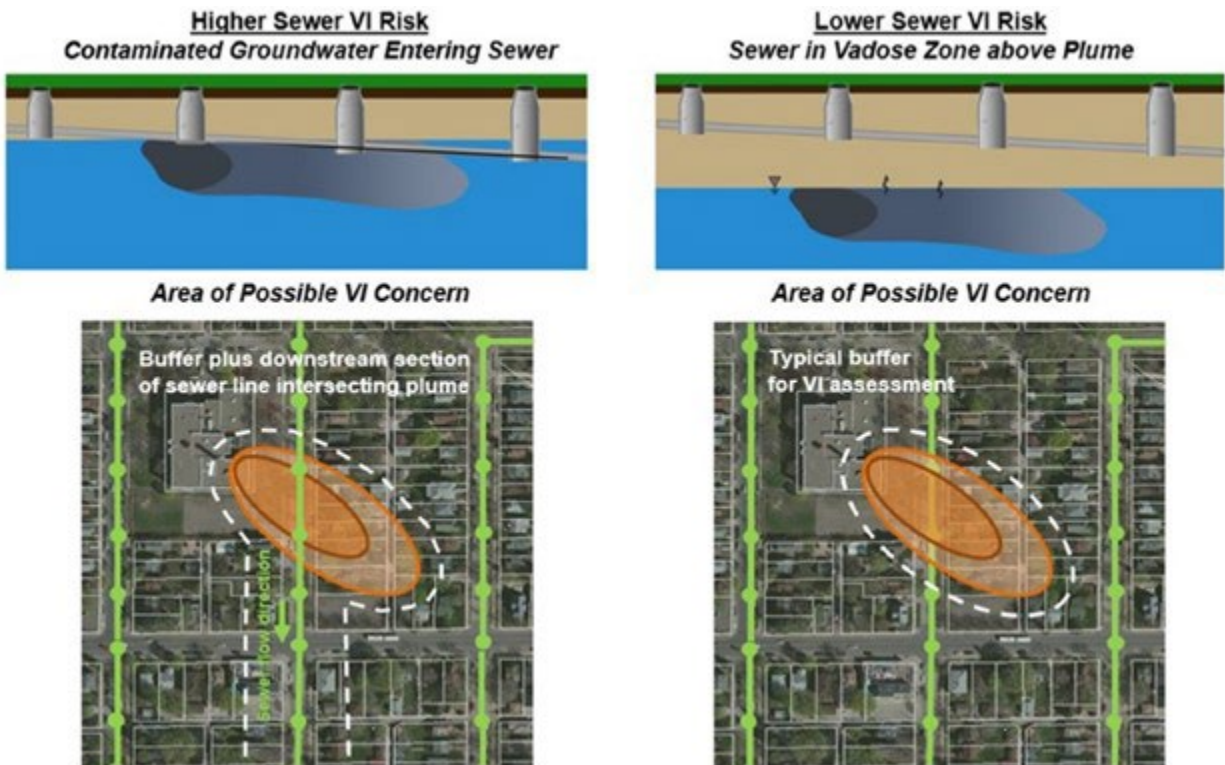 Higher Sewer VI Risk
Contaminated Groundwater Entering Sewer
Lower Sewer VI Risk
Sewer in Vadose Zone above Plume
Area of Possible VI Concern
Buffer plus downstream section
of sewer line intersecting plume
sewer flow direction
Area of Possible VI Concern
Typical buffer
for VI assessment